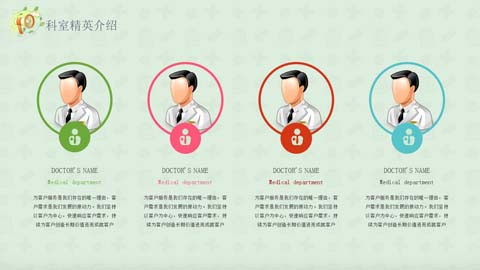 科室精英介绍
DOCTOR'S NAME
Medical department
为客户服务是我们存在的唯一理由；客
户需求是我们发展的原动力。我们坚持
以客户为中心，快速响应客户需求，持
续为客户创造长期价值进而成就客户
DOCTOR'S NAME
Medical department
为客户服务是我们存在的唯一理由；客
户需求是我们发展的原动力。我们坚持
以客户为中心，快速响应客户需求，持
续为客户创造长期价值进而成就客户
DOCTOR'S NAME
Medical department
为客户服务是我们存在的唯一理由；客
户需求是我们发展的原动力。我们坚持
以客户为中心，快速响应客户需求，持
续为客户创造长期价值进而成就客户
DOCTOR'S NAME
Medical department
为客户服务是我们存在的唯一理由；客
户需求是我们发展的原动力。我们坚持
以客户为中心，快速响应客户需求，持
续为客户创造长期价值进而成就客户